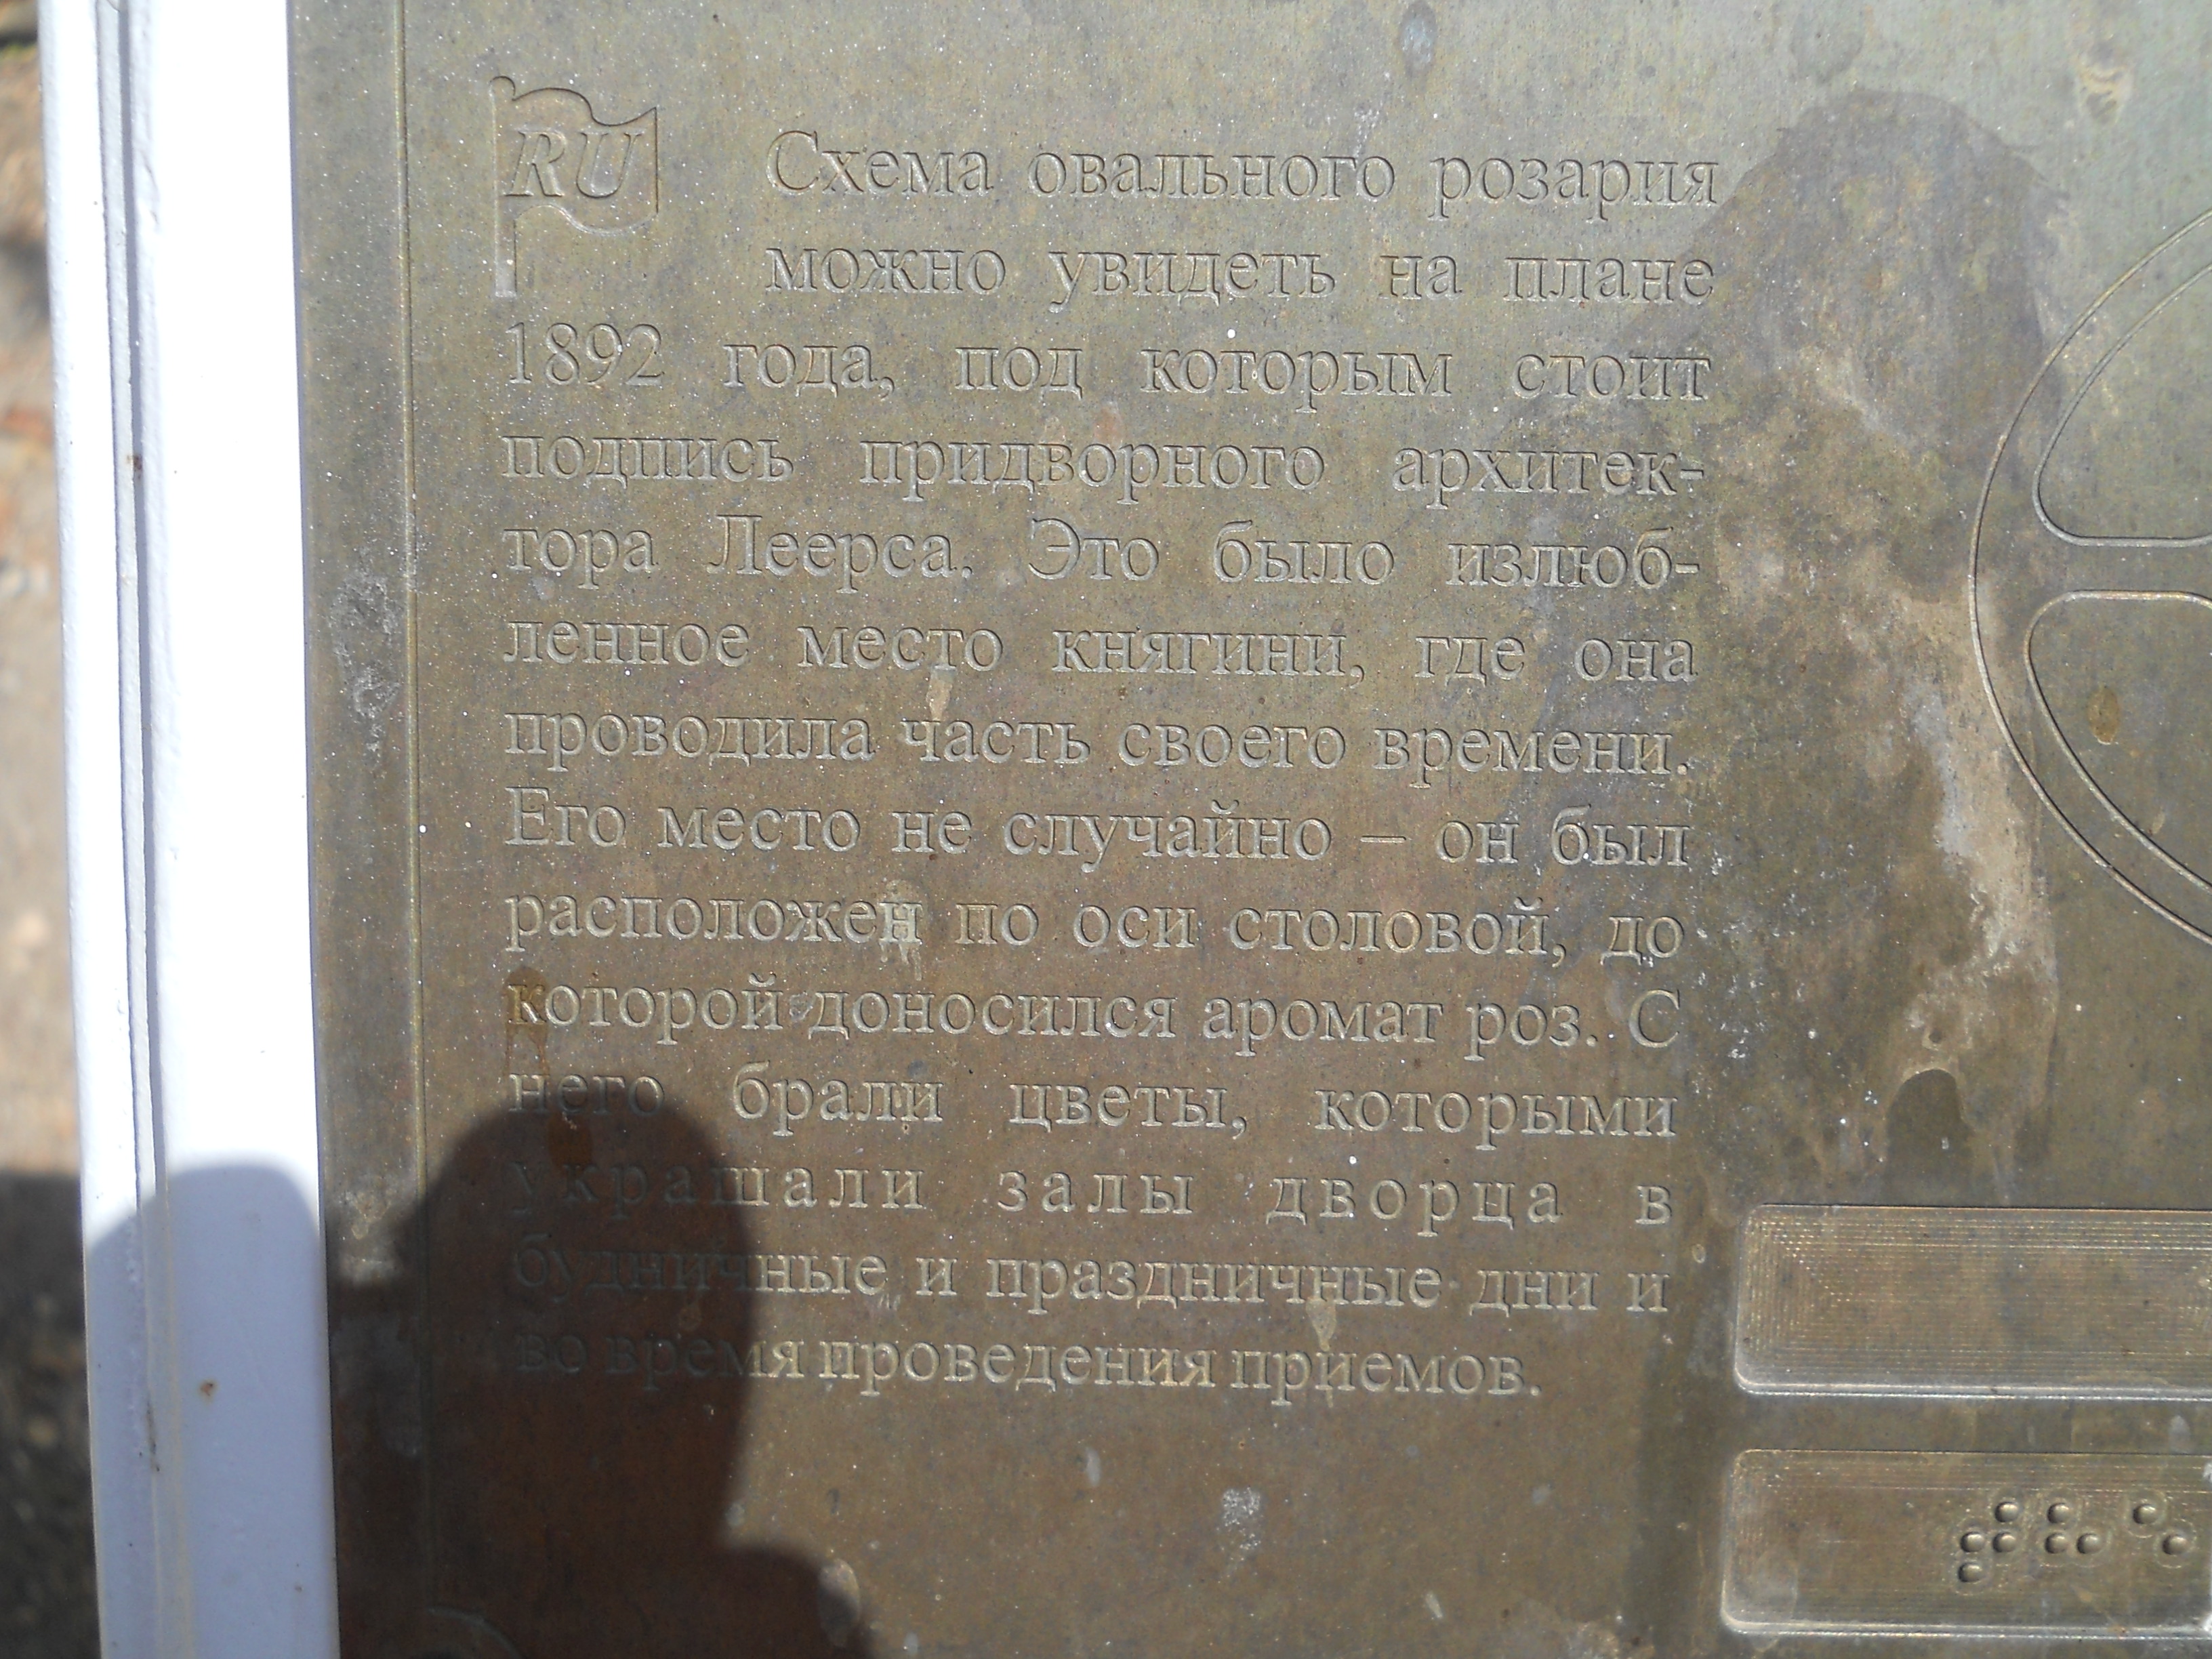 RU
Схема овального розария
можно увидеть на плане
1892 года, под которым стоит
подпись придворного архитек-
тора Леерса. Это было излюб-
ленное место княгини, где она
проводила часть своего времени.
Его место не случайно – он был
расположен по оси столовой, до
которой доносился аромат роз. С
него брали цветы, которыми
украшали залы дворца в
будничные и праздничные дни и
во время проведения приемов.